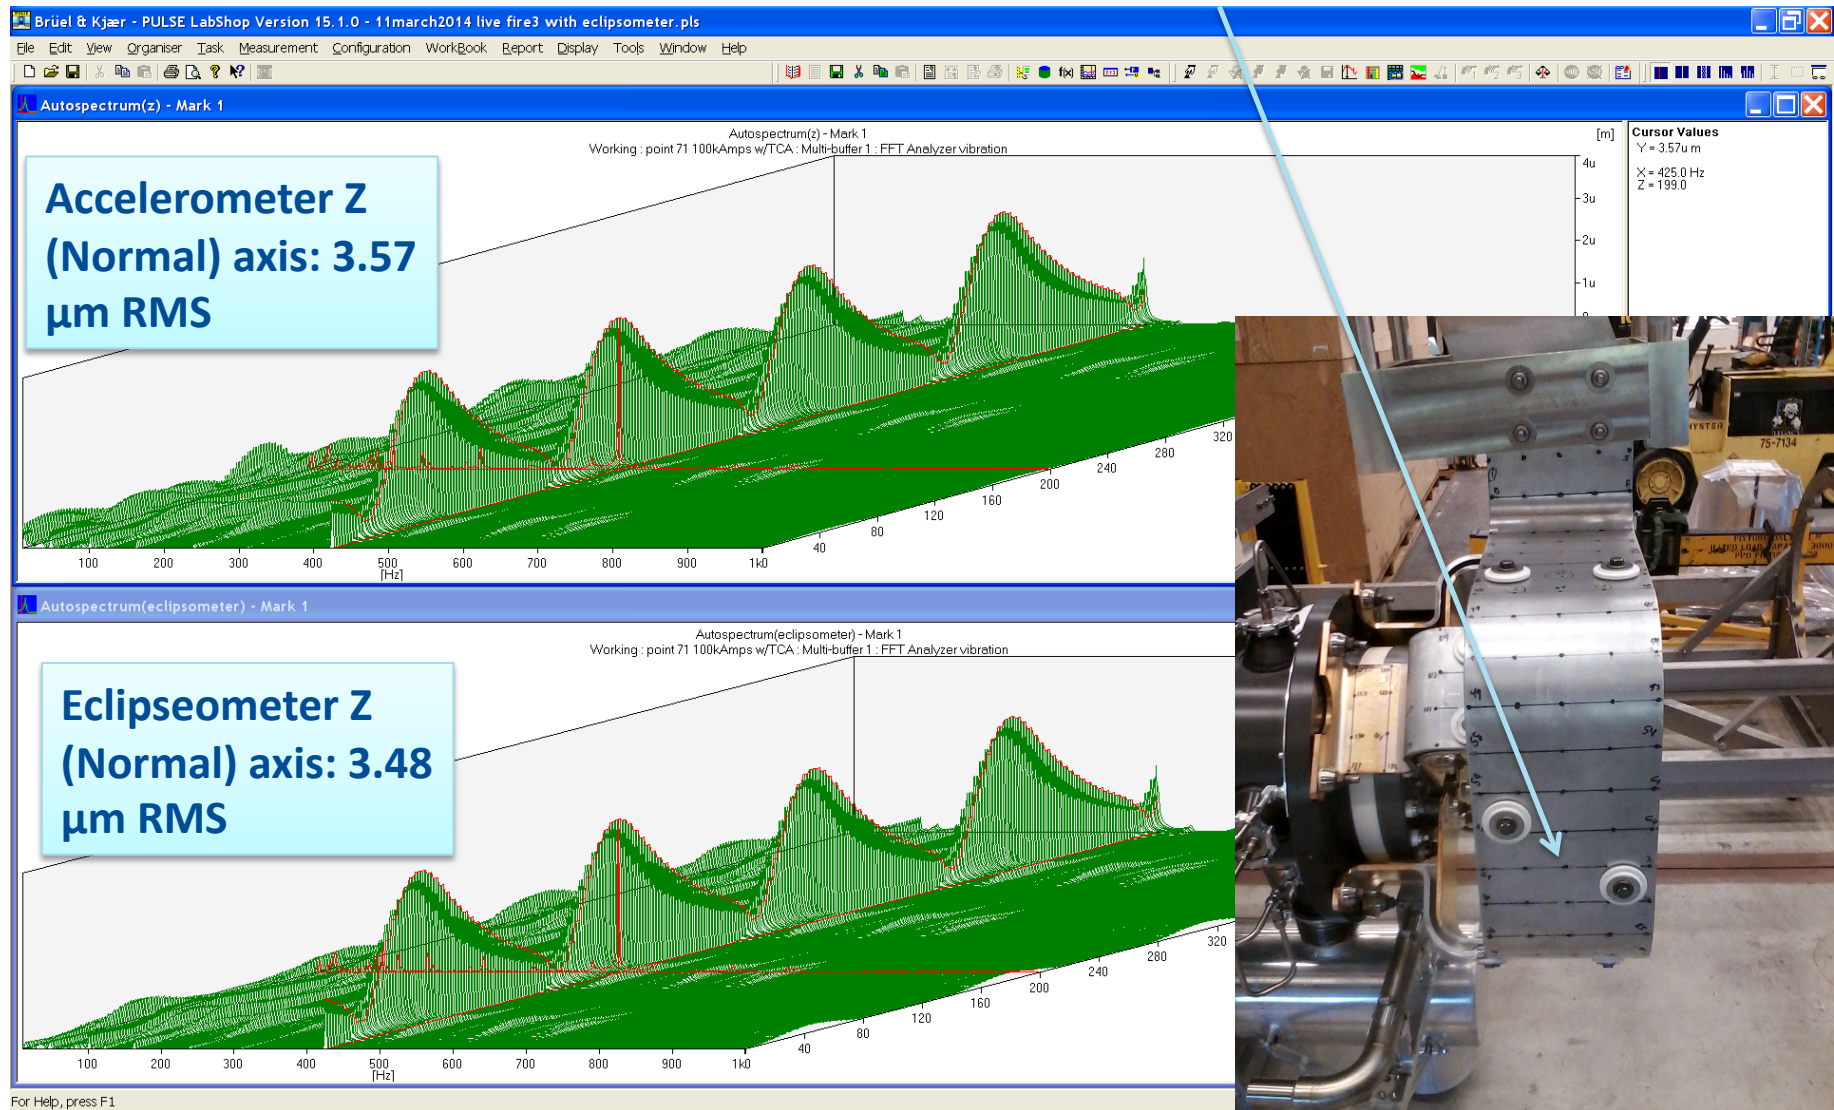 Brüel & Kjær - PULSE LabShop Version 15.1.0 - 11march2014 live fire3 with eclipsometer.pls
File Edit View Organiser Task Measurement Configuration WorkBook Report Display Tools Window Help
Autospectrum(z) - Mark 1
Autospectrum(z) - Mark 1
Working : point 71 100kAmps w/TCA : Multi-buffer 1 : FFT Analyzer vibration
[m]
Cursor Values
Y = 3.57u m
X = 425.0 Hz
Z = 199.0
Accelerometer Z
(Normal) axis: 3.57
µm RMS
4u
3u
2u
1u
320
280
240
200
160
120
80
40
100 200 300 400 500 600 700 800 900 1k0
[Hz]
HYSTER
75-7134
Autospectrum(eclipsometer) - Mark 1
Autospectrum(eclipsometer) - Mark 1
Working : point 71 100kAmps w/TCA : Multi-buffer 1 : FFT Analyzer vibration
Eclipseometer Z
(Normal) axis: 3.48
µm RMS
320
280
240
200
160
120
80
40
100 200 300 400 500 600 700 800 900 1k0
[Hz]
For Help, press F1